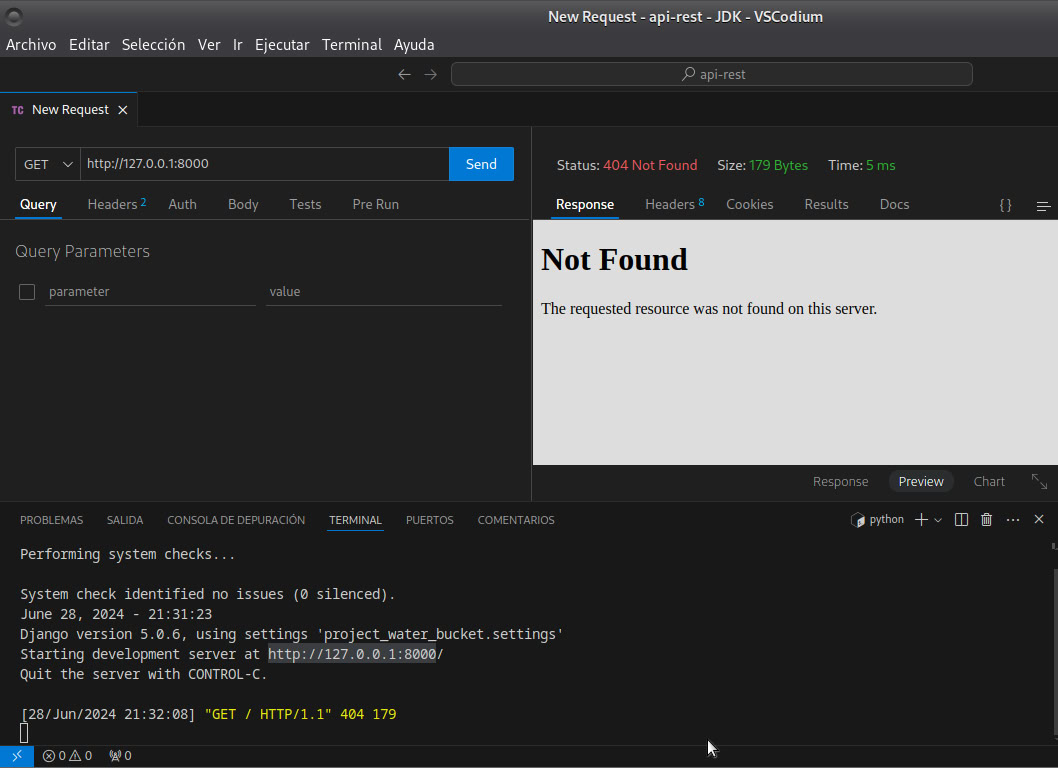 New Request - api-rest - JDK - VSCodium
Archivo Editar Selección Ver Ir Ejecutar Terminal Ayuda
api-rest
TC New Request
GET http://127.0.0.1:8000 Send
Status: 404 Not Found Size: 179 Bytes Time: 5 ms
Query Headers 2 Auth Body Tests Pre Run
Response Headers 8 Cookies Results Docs { }
Query Parameters
parameter value
Not Found
The requested resource was not found on this server.
Response Preview Chart
PROBLEMAS SALIDA CONSOLA DE DEPURACIÓN TERMINAL PUERTOS COMENTARIOS python
Performing system checks...
System check identified no issues (0 silenced).
June 28, 2024 - 21:31:23
Django version 5.0.6, using settings 'project_water_bucket.settings'
Starting development server at http://127.0.0.1:8000/
Quit the server with CONTROL-C.
[28/Jun/2024 21:32:08] "GET / HTTP/1.1" 404 179
0 0 0